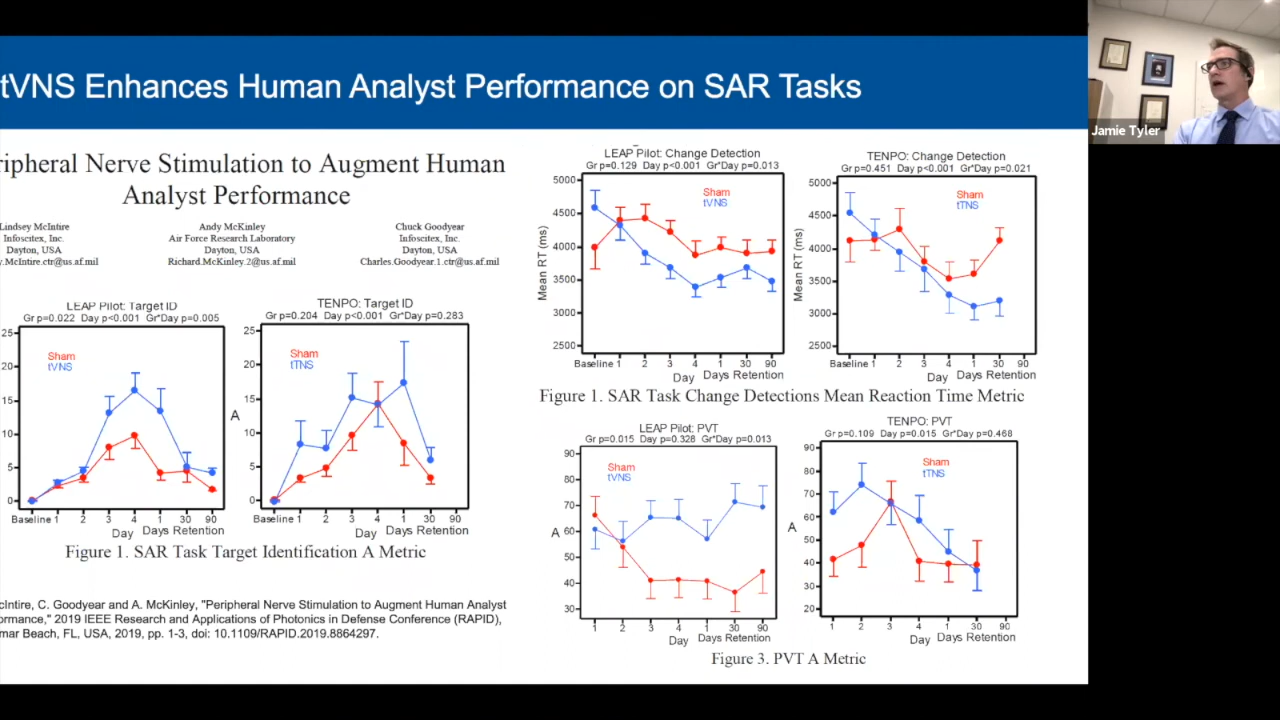 tVNS Enhances Human Analyst Performance on SAR Tasks
Jamie Tyler
ripheral Nerve Stimulation to Augment Human
Analyst Performance
Lindsey McIntire
Infoscitex, Inc.
Dayton, USA
y.McIntire.ctr@us.af.mil
Andy McKinley
Air Force Research Laboratory
Dayton, USA
Richard.McKinley.2@us.af.mil
Chuck Goodyear
Infoscitex, Inc.
Dayton, USA
Charles.Goodyear.1.ctr@us.af.mil
LEAP Pilot: Target ID
Gr p=0.022 Day p<0.001 Gr*Day p=0.005
25
20
15
10
5
0
Sham
tVNS
Baseline 1 2 3 4 1 30 90
Day Days Retention
TENPO: Target ID
Gr p=0.204 Day p<0.001 Gr*Day p=0.283
A
25
20
15
10
5
0
Sham
tTNS
Baseline 1 2 3 4 1 30 90
Day Days Retention
Figure 1. SAR Task Target Identification A Metric
cIntire, C. Goodyear and A. McKinley, "Peripheral Nerve Stimulation to Augment Human Analyst
formance," 2019 IEEE Research and Applications of Photonics in Defense Conference (RAPID),
mar Beach, FL, USA, 2019, pp. 1-3, doi: 10.1109/RAPID.2019.8864297.
LEAP Pilot: Change Detection
Gr p=0.129 Day p<0.001 Gr*Day p=0.013
Mean RT (ms)
5000
4500
4000
3500
3000
2500
Sham
tVNS
Baseline 1 2 3 4 1 30 90
Day Days Retention
TENPO: Change Detection
Gr p=0.451 Day p<0.001 Gr*Day p=0.021
Mean RT (ms)
5000
4500
4000
3500
3000
2500
Sham
tTNS
Baseline 1 2 3 4 1 30 90
Day Days Retention
Figure 1. SAR Task Change Detections Mean Reaction Time Metric
LEAP Pilot: PVT
Gr p=0.015 Day p=0.328 Gr*Day p=0.013
A
90
80
70
60
50
40
30
Sham
tVNS
1 2 3 4 1 30 90
Day Days Retention
TENPO: PVT
Gr p=0.109 Day p=0.015 Gr*Day p=0.468
A
90
80
70
60
50
40
30
20
Sham
tTNS
1 2 3 4 1 30 90
Day Days Retention
Figure 3. PVT A Metric